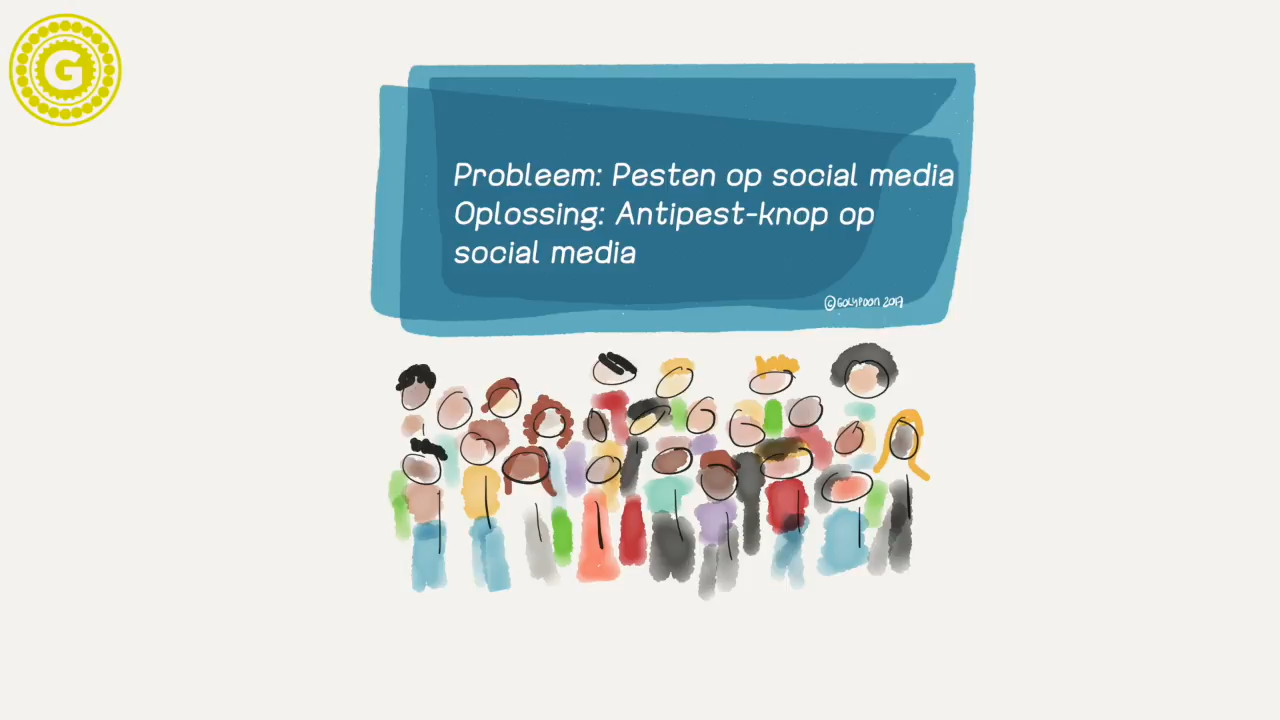 G
Probleem: Pesten op social media
Oplossing: Antipest-knop op
social media
©GOLYPOON 2017